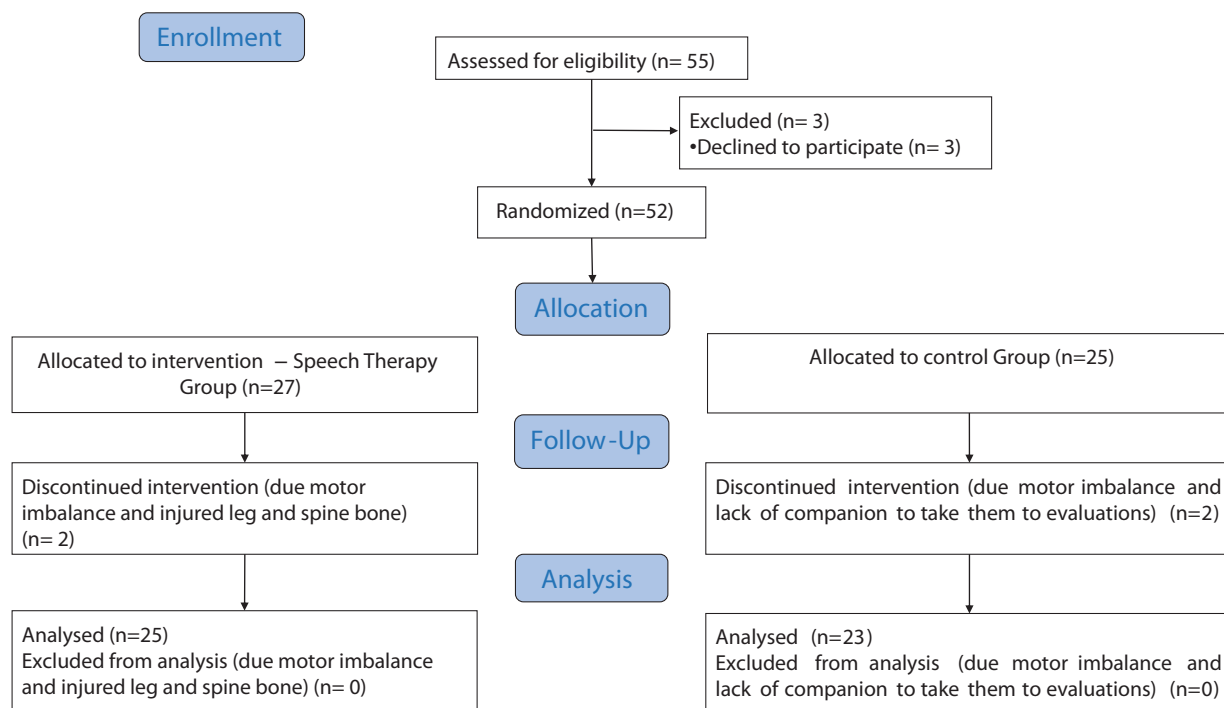 Enrollment
Assessed for eligibility (n= 55)
Excluded (n= 3)
•Declined to participate (n= 3)
Randomized (n=52)
Allocation
Allocated to intervention – Speech Therapy
Group (n=27)
Allocated to control Group (n=25)
Follow-Up
Discontinued intervention (due motor
imbalance and injured leg and spine bone)
(n= 2)
Discontinued intervention (due motor imbalance and
lack of companion to take them to evaluations) (n=2)
Analysis
Analysed (n=25)
Excluded from analysis (due motor imbalance
and injured leg and spine bone) (n= 0)
Analysed (n=23)
Excluded from analysis (due motor imbalance and
lack of companion to take them to evaluations) (n=0)